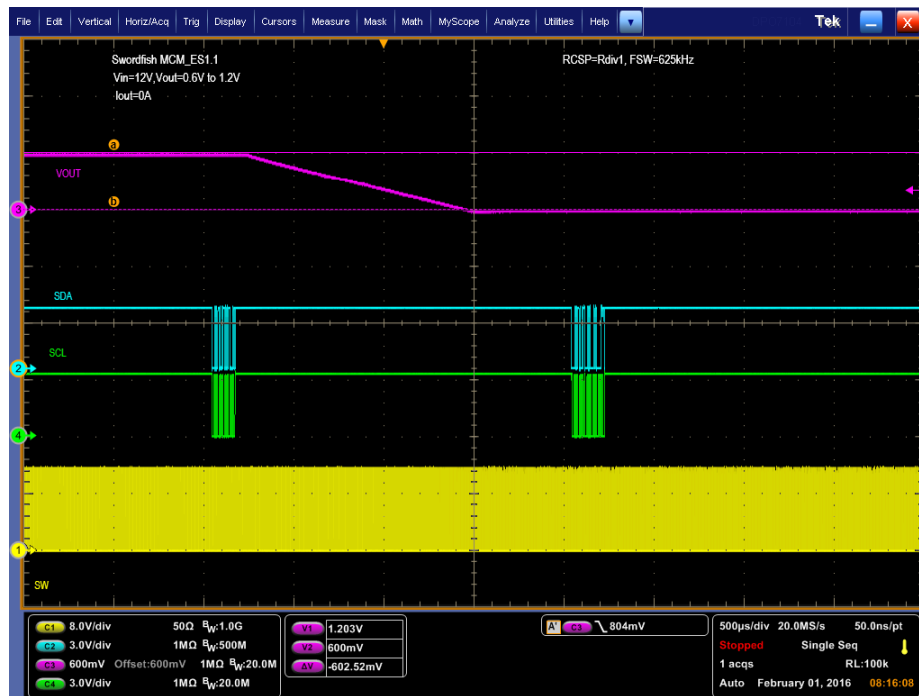 File Edit Vertical Horiz/Acq Trig Display Cursors Measure Mask Math MyScope Analyze Utilities Help Tek X
Swordfish MCM_ES1.1
Vin=12V,Vout=0.6V to 1.2V
Iout=0A
RCSP=Rdiv1, FSW=625kHz
a
VOUT
b
3
SDA
SCL
2
4
1
SW
C1 8.0V/div 50Ω BW:1.0G
C2 3.0V/div 1MΩ BW:500M
C3 600mV Offset:600mV 1MΩ BW:20.0M
C4 3.0V/div 1MΩ BW:20.0M
V1 1.203V
V2 600mV
ΔV -602.52mV
A' C3 804mV
500µs/div 20.0MS/s 50.0ns/pt
Stopped Single Seq
1 acqs RL:100k
Auto February 01, 2016 08:16:08